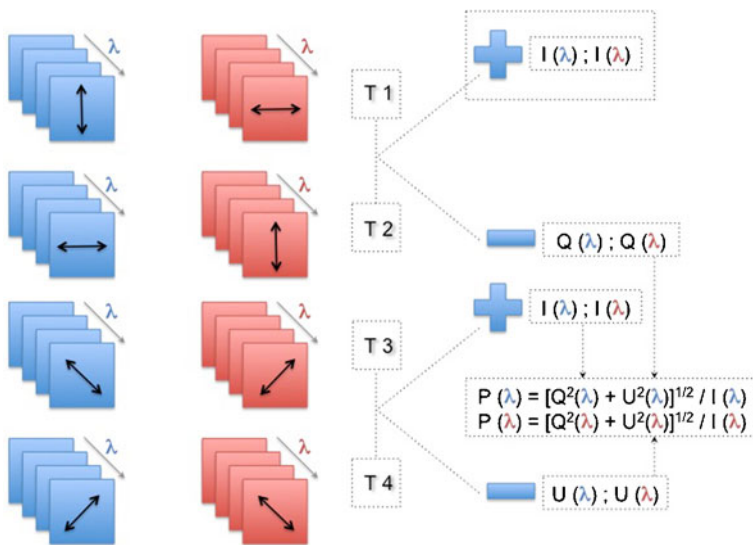 λ
λ
T 1
I (λ) ; I (λ)
λ
λ
T 2
Q (λ) ; Q (λ)
λ
λ
T 3
I (λ) ; I (λ)
P (λ) = [Q²(λ) + U²(λ)]¹/² / I (λ)
P (λ) = [Q²(λ) + U²(λ)]¹/² / I (λ)
λ
λ
T 4
U (λ) ; U (λ)